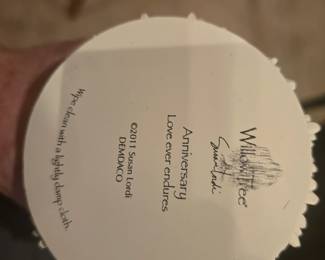 Willow Tree®
Susan Lordi
Anniversary
Love ever endures
©2011 Susan Lordi
DEMDACO
Wipe clean with a lightly damp cloth.